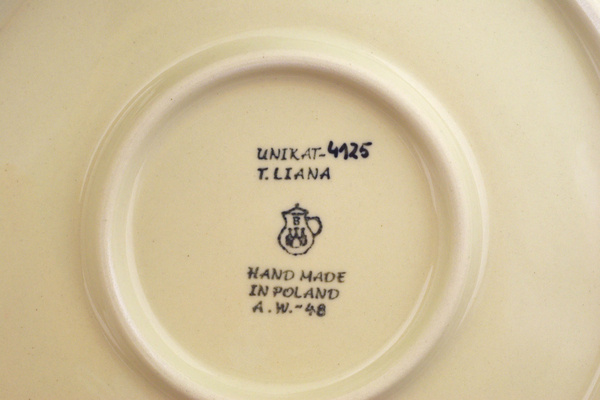 UNIKAT-4125
T. LIANA
B
HAND MADE
IN POLAND
A.W.-48